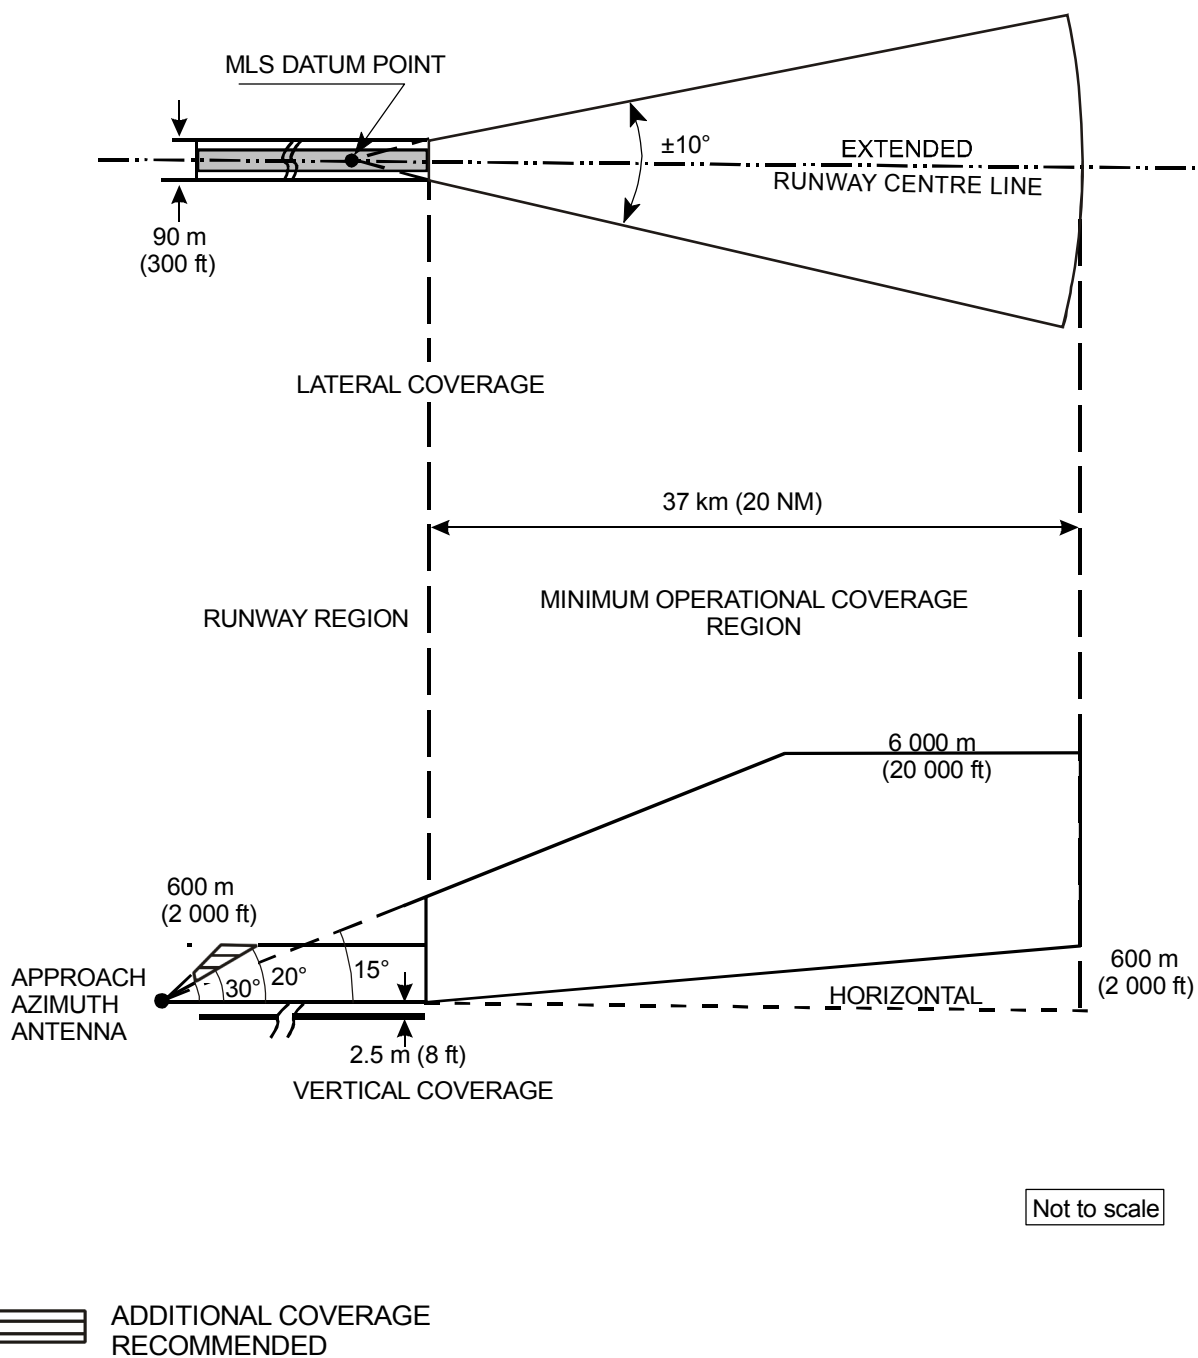 MLS DATUM POINT
±10°
EXTENDED
RUNWAY CENTRE LINE
90 m
(300 ft)
LATERAL COVERAGE
37 km (20 NM)
RUNWAY REGION
MINIMUM OPERATIONAL COVERAGE
REGION
6 000 m
(20 000 ft)
600 m
(2 000 ft)
APPROACH
AZIMUTH
ANTENNA
30°
20°
15°
HORIZONTAL
600 m
(2 000 ft)
2.5 m (8 ft)
VERTICAL COVERAGE
Not to scale
ADDITIONAL COVERAGE
RECOMMENDED